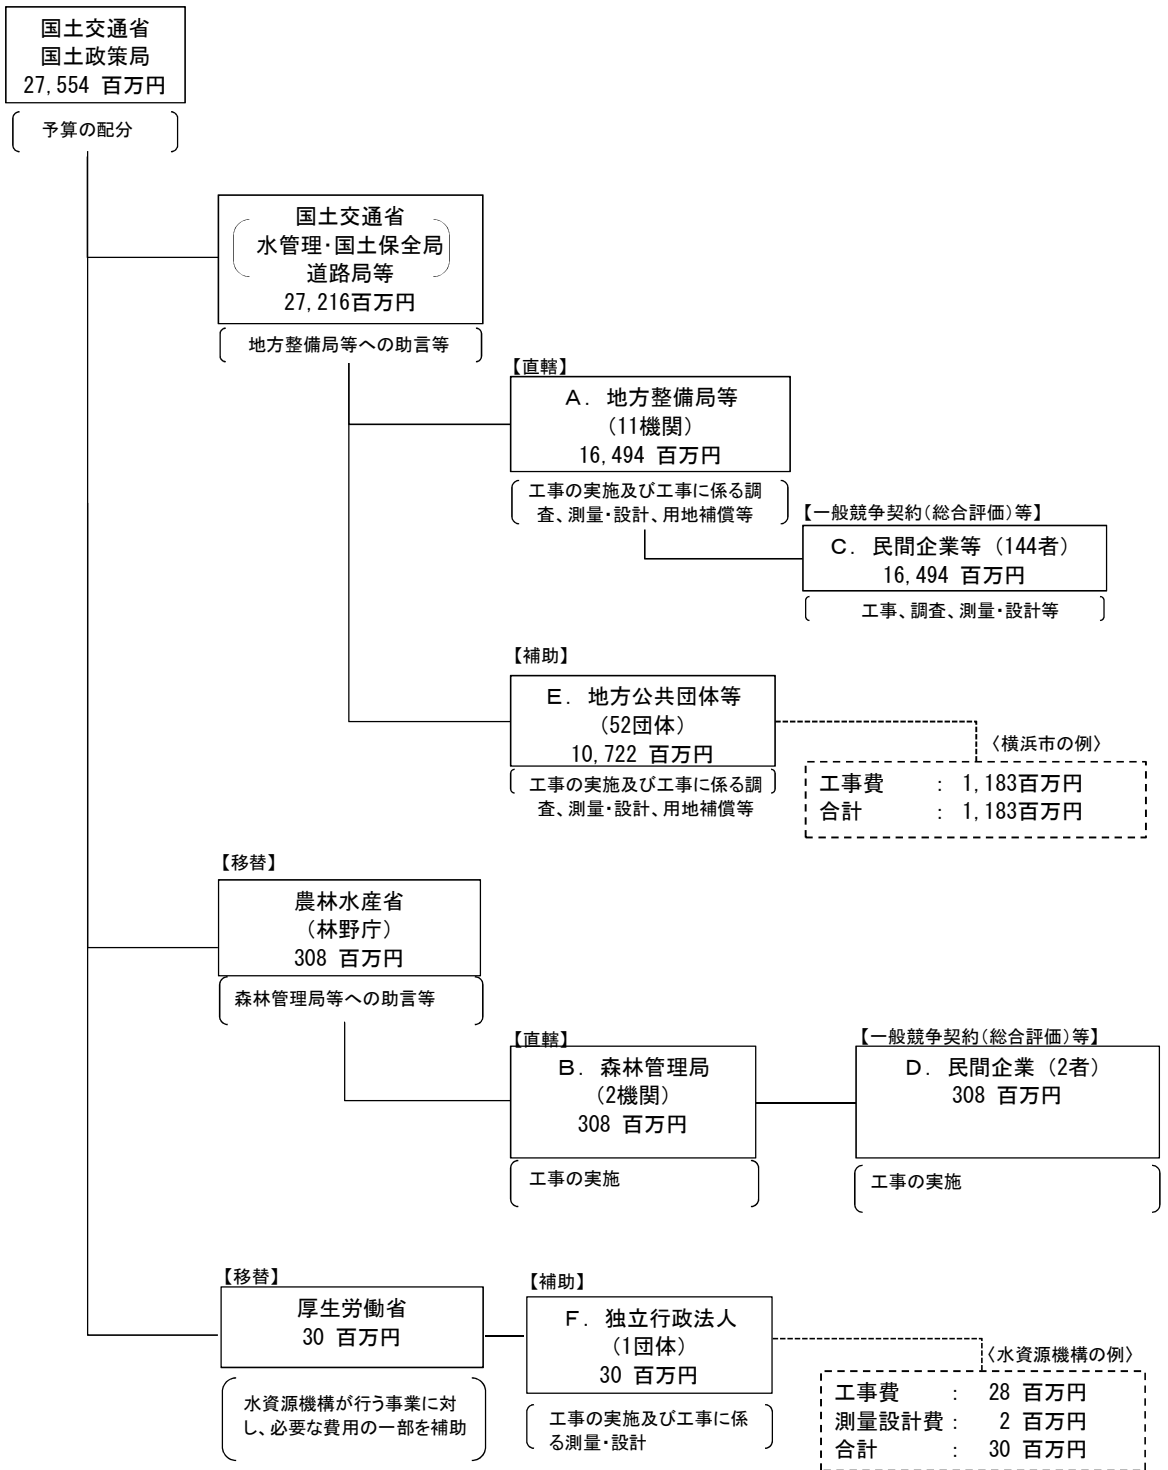 国土交通省
国土政策局
27,554 百万円
予算の配分
国土交通省
水管理・国土保全局
道路局等
27,216百万円
地方整備局等への助言等
【直轄】
A. 地方整備局等
(11機関)
16,494 百万円
工事の実施及び工事に係る調
査、測量・設計、用地補償等
【一般競争契約(総合評価)等】
C. 民間企業等 (144者)
16,494 百万円
工事、調査、測量・設計等
【補助】
E. 地方公共団体等
(52団体)
10,722 百万円
工事の実施及び工事に係る調
査、測量・設計、用地補償等
〈横浜市の例〉
工事費 : 1,183百万円
合計 : 1,183百万円
【移替】
農林水産省
(林野庁)
308 百万円
森林管理局等への助言等
【直轄】
B. 森林管理局
(2機関)
308 百万円
工事の実施
【一般競争契約(総合評価)等】
D. 民間企業 (2者)
308 百万円
工事の実施
【移替】
厚生労働省
30 百万円
水資源機構が行う事業に対
し、必要な費用の一部を補助
【補助】
F. 独立行政法人
(1団体)
30 百万円
工事の実施及び工事に係
る測量・設計
〈水資源機構の例〉
工事費 : 28 百万円
測量設計費 : 2 百万円
合計 : 30 百万円